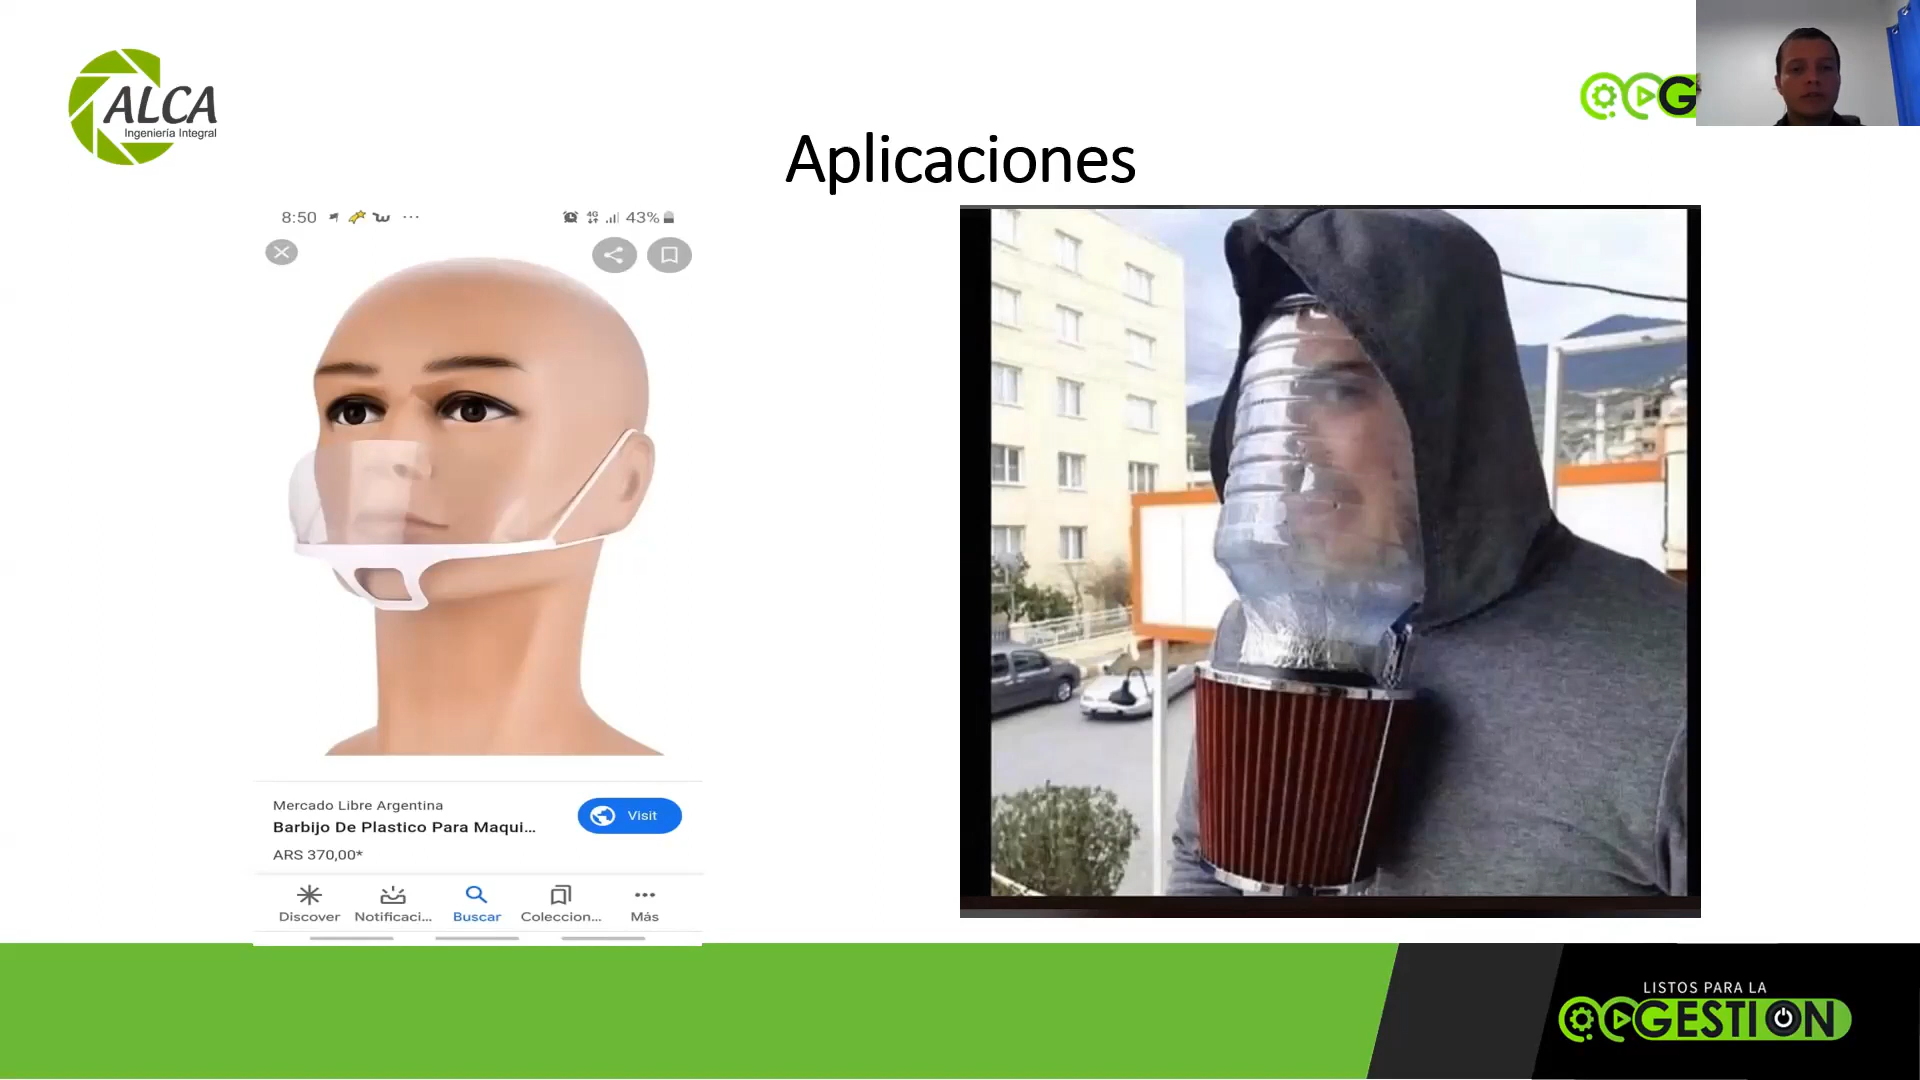 ALCA
Ingeniería Integral
G
Aplicaciones
8:50
4G
43%
Mercado Libre Argentina
Barbijo De Plastico Para Maqui...
ARS 370,00*
Visit
Discover
Notificaci...
Buscar
Coleccion...
Más
LISTOS PARA LA
GESTION